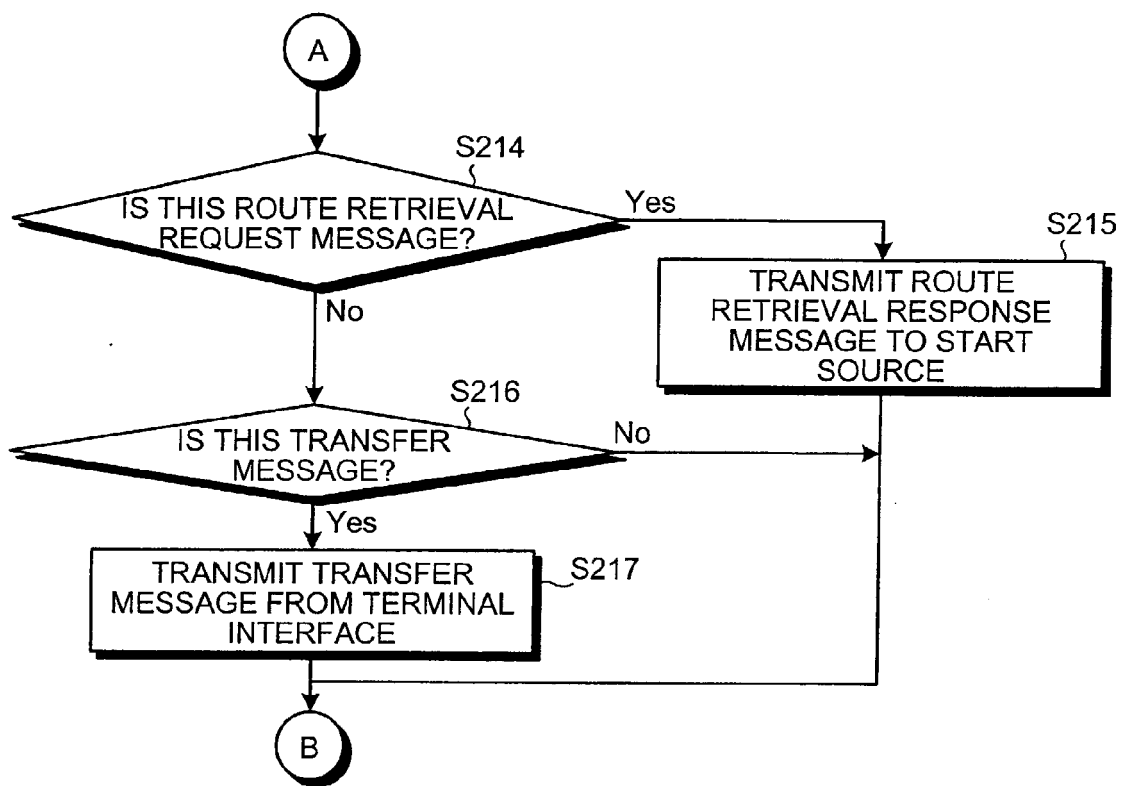 A
S214
IS THIS ROUTE RETRIEVAL
REQUEST MESSAGE?
Yes
No
S215
TRANSMIT ROUTE
RETRIEVAL RESPONSE
MESSAGE TO START
SOURCE
S216
IS THIS TRANSFER
MESSAGE?
No
Yes
S217
TRANSMIT TRANSFER
MESSAGE FROM TERMINAL
INTERFACE
B